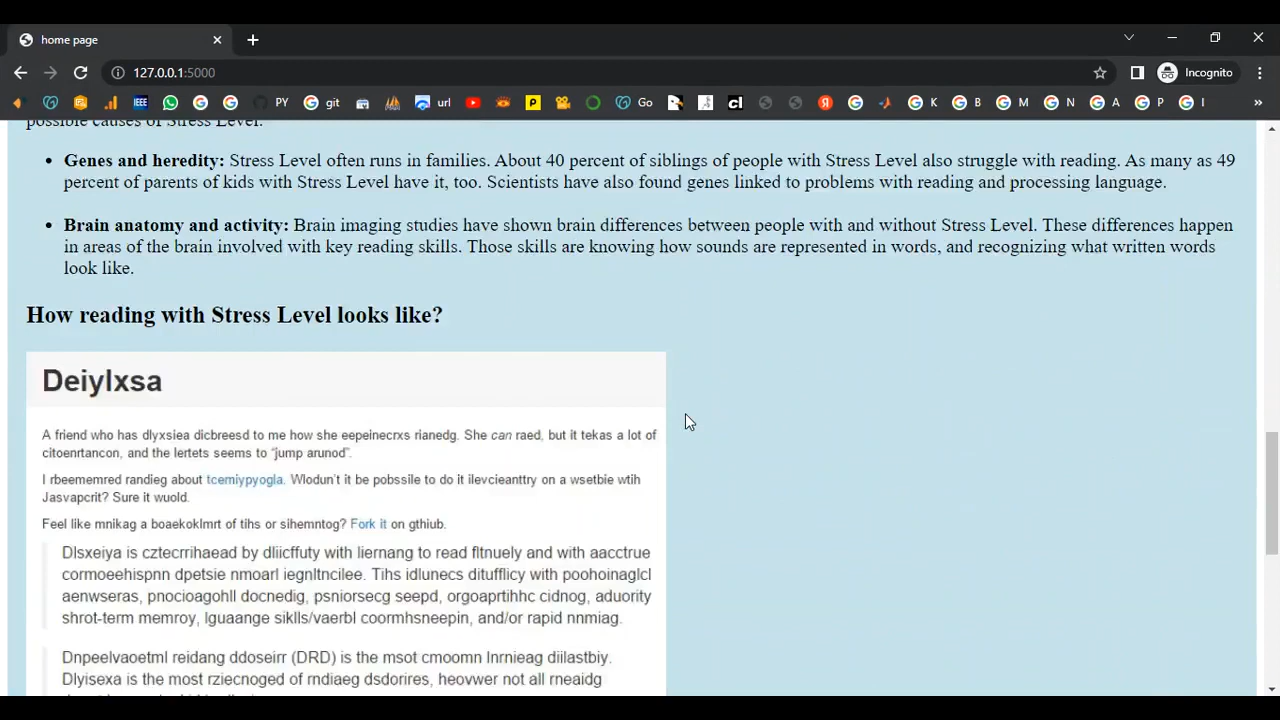 home page
127.0.0.1:5000
Incognito
PY
git
url
Go
K
B
M
N
A
P
I
»
possible causes of Stress Level.
• Genes and heredity: Stress Level often runs in families. About 40 percent of siblings of people with Stress Level also struggle with reading. As many as 49
percent of parents of kids with Stress Level have it, too. Scientists have also found genes linked to problems with reading and processing language.
• Brain anatomy and activity: Brain imaging studies have shown brain differences between people with and without Stress Level. These differences happen
in areas of the brain involved with key reading skills. Those skills are knowing how sounds are represented in words, and recognizing what written words
look like.
How reading with Stress Level looks like?
Deiylxsa
A friend who has dlyxsiea dicbreesd to me how she eepeinecrxs rianedg. She can raed, but it tekas a lot of
citoenrtancon, and the lertets seems to “jump arunod”.
I rbeememred randieg about tcemiypyogla. Wlodun't it be pobssile to do it ilevcieanttry on a wsetbie wtih
Jasvapcrit? Sure it wuold.
Feel like mnikag a boaekoklmrt of tihs or sihemntog? Fork it on gthiub.
Dlsxeiya is cztecrrihaead by dliicffuty with liernang to read fltnuely and with aacctrue
cormoeehispnn dpetsie nmoarl iegnltncilee. Tihs idlunecs ditufflicy with poohoinaglcl
aenwseras, pnocioagohll docnedig, psniorsecg seepd, orgoaprtihhc cidnog, aduority
shrot-term memroy, lguaange siklls/vaerbl coormhsneepin, and/or rapid nnmiag.
Dnpeelvaoetml reidang ddoseirr (DRD) is the msot cmoomn lnrnieag diilastbiy.
Dlyisexa is the most rziecnoged of rndiaeg dsdorires, heovwer not all rneaidg